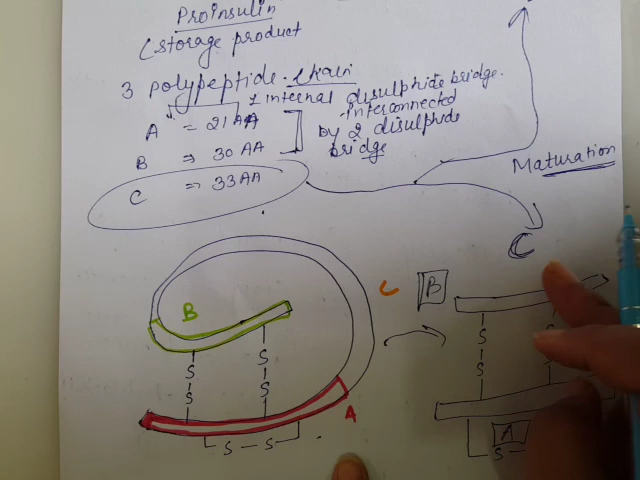 Proinsulin
(storage product
3 polypeptide chain
1 internal disulphide bridge.
A = 21 AA
interconnected
by 2 disulphide
bridge
B ⇒ 30 AA
C ⇒ 33 AA
Maturation
C
B
C
B
S
S
S
S
S
S
S
A
S - S
A
S